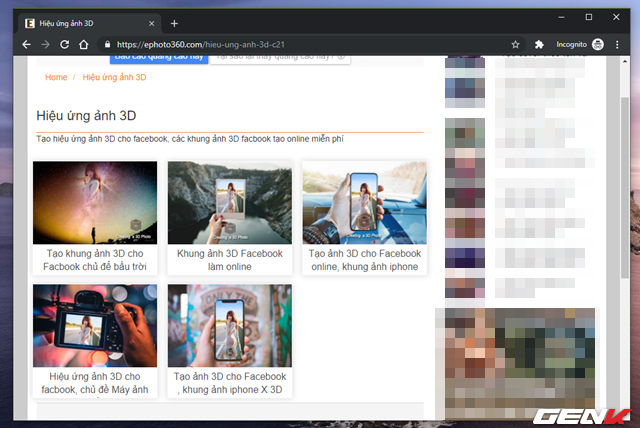 Hiệu ứng ảnh 3D
https://ephoto360.com/hieu-ung-anh-3d-c21
Incognito
Báo cáo quảng cáo này
Tại sao lại thấy quảng cáo này?
Home / Hiệu ứng ảnh 3D
Hiệu ứng ảnh 3D
Tạo hiệu ứng ảnh 3D cho facebook, các khung ảnh 3D facbook tạo online miễn phí
Tạo khung ảnh 3D cho
Facbook chủ đề bầu trời
Khung ảnh 3D Facebook
làm online
Tạo ảnh 3D cho Facebook
online, khung ảnh iphone
Hiệu ứng ảnh 3D cho
facbook, chủ đề Máy ảnh
Tạo ảnh 3D cho Facebook
, khung ảnh iphone X 3D
GENK